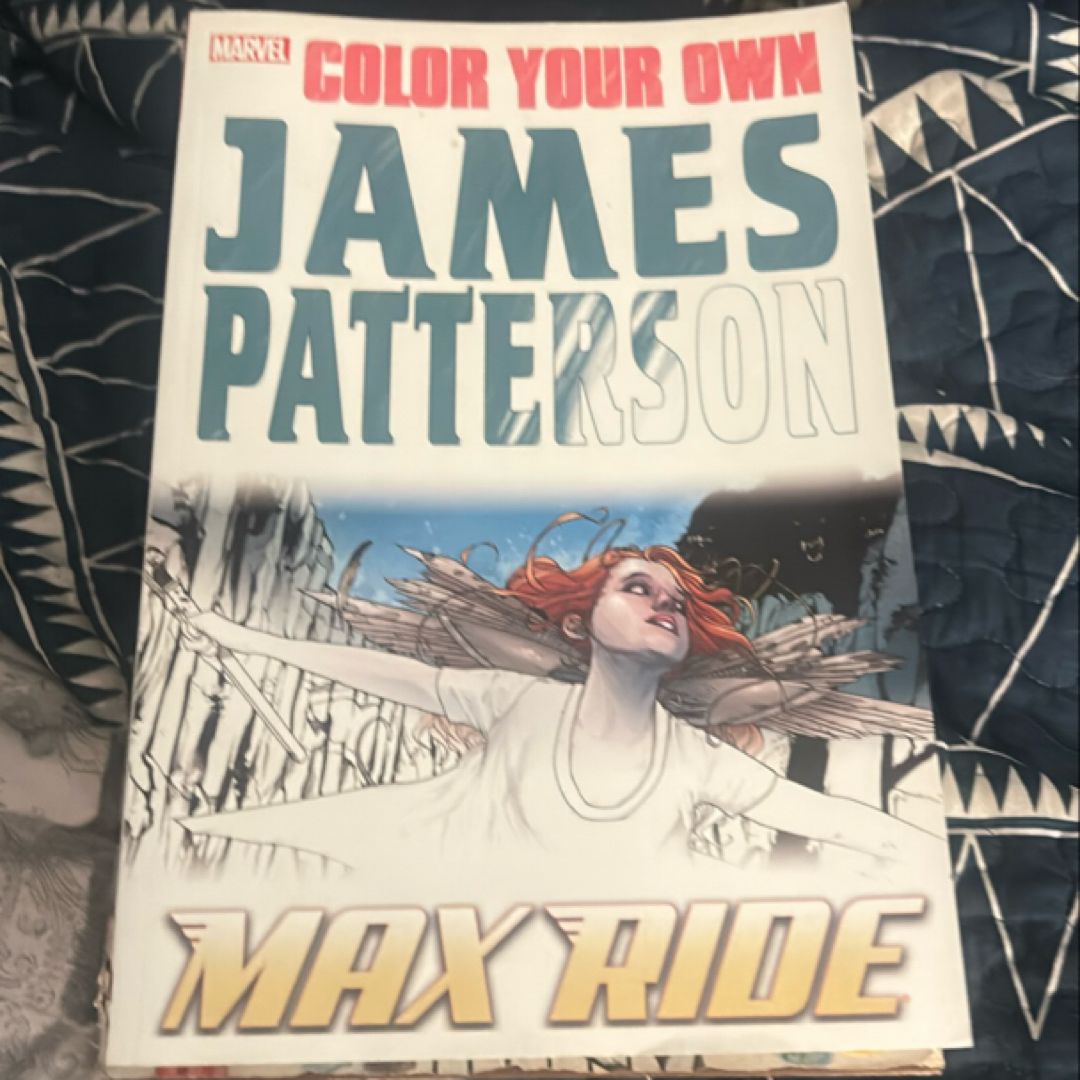 MARVEL COLOR YOUR OWN
JAMES
PATTERSON
MAX RIDE